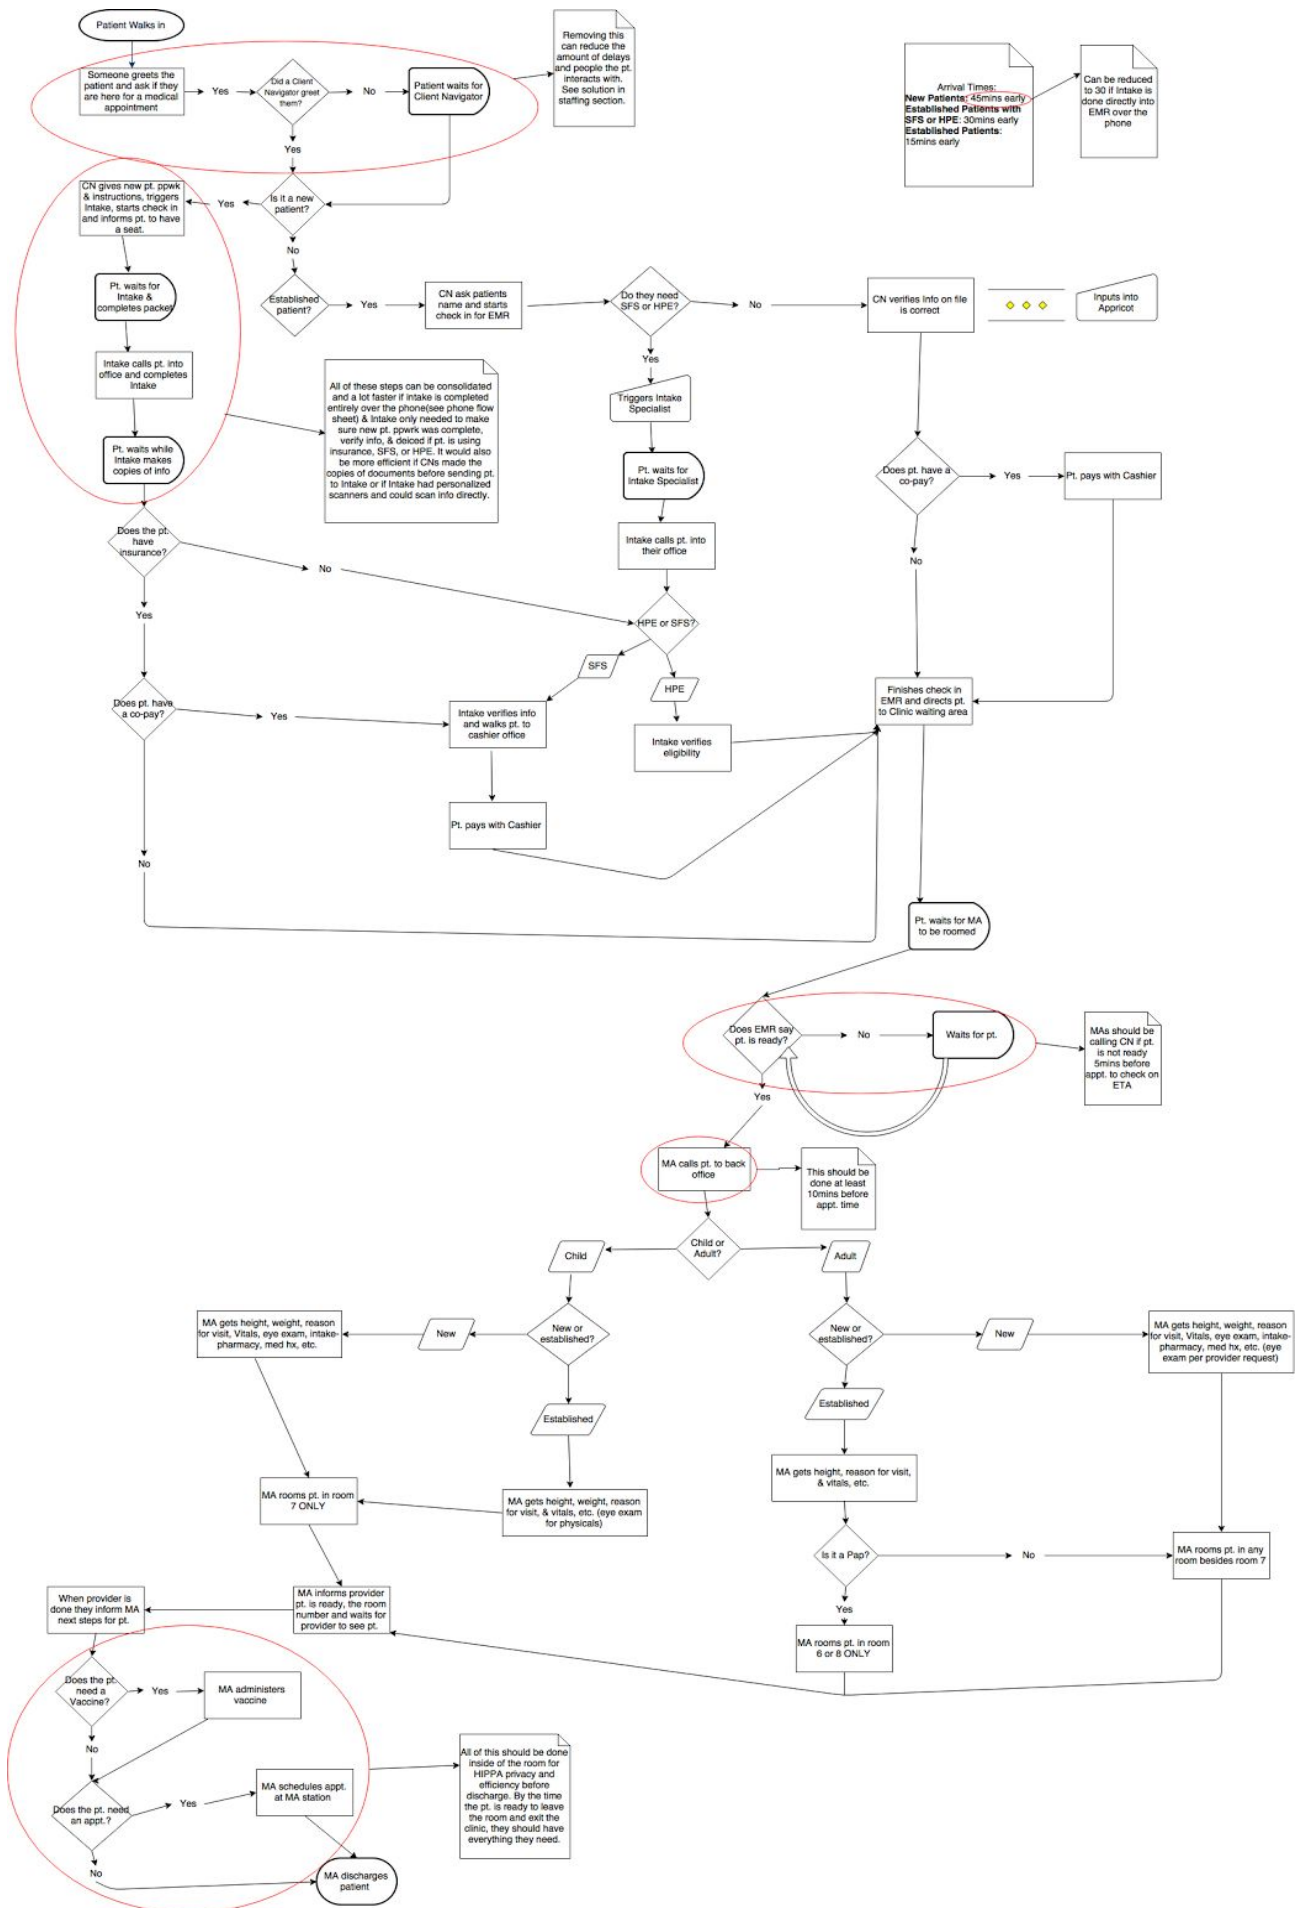 Patient Walks in
Someone greets the
patient and ask if they
are here for a medical
appointment
Yes
Did a Client
Navigator greet
them?
No
Patient waits for
Client Navigator
Removing this
can reduce the
amount of delays
and people the pt.
interacts with.
See solution in
staffing section.
Arrival Times:
New Patients: 45mins early
Established Patients with
SFS or HPE: 30mins early
Established Patients:
15mins early
Can be reduced
to 30 if Intake is
done directly into
EMR over the
phone
Yes
CN gives new pt. ppwk
& instructions, triggers
Intake, starts check in
and informs pt. to have
a seat.
Yes
Is it a new
patient?
No
Pt. waits for
Intake &
completes packet
Established
patient?
Yes
CN ask patients
name and starts
check in for EMR
Do they need
SFS or HPE?
No
CN verifies Info on file
is correct
Inputs into
Appricot
Intake calls pt. into
office and completes
Intake
Yes
Triggers Intake
Specialist
All of these steps can be consolidated
and a lot faster if intake is completed
entirely over the phone(see phone flow
sheet) & Intake only needed to make
sure new pt. ppwrk was complete,
verify info, & deiced if pt. is using
insurance, SFS, or HPE. It would also
be more efficient if CNs made the
copies of documents before sending pt.
to Intake or if Intake had personalized
scanners and could scan info directly.
Pt. waits while
Intake makes
copies of info
Pt. waits for
Intake Specialist
Does pt. have a
co-pay?
Yes
Pt. pays with Cashier
Does the pt.
have
insurance?
No
Intake calls pt. into
their office
No
Yes
HPE or SFS?
SFS
HPE
Does pt. have
a co-pay?
Yes
Intake verifies info
and walks pt. to
cashier office
Intake verifies
eligibility
Finishes check in
EMR and directs pt.
to Clinic waiting area
Pt. pays with Cashier
No
Pt. waits for MA
to be roomed
Does EMR say
pt. is ready?
No
Waits for pt.
MAs should be
calling CN if pt.
is not ready
5mins before
appt. to check on
ETA
Yes
MA calls pt. to back
office
This should be
done at least
10mins before
appt. time
Child or
Adult?
Child
Adult
MA gets height, weight, reason
for visit, Vitals, eye exam, intake-
pharmacy, med hx, etc.
New
New or
established?
New or
established?
New
MA gets height, weight, reason
for visit, Vitals, eye exam, intake-
pharmacy, med hx, etc. (eye
exam per provider request)
Established
Established
MA gets height, reason for visit,
& vitals, etc.
MA rooms pt. in room
7 ONLY
MA gets height, weight, reason
for visit, & vitals, etc. (eye exam
for physicals)
Is it a Pap?
No
MA rooms pt. in any
room besides room 7
Yes
When provider is
done they inform MA
next steps for pt.
MA informs provider
pt. is ready, the room
number and waits for
provider to see pt.
MA rooms pt. in room
6 or 8 ONLY
Does the pt.
need a
Vaccine?
Yes
MA administers
vaccine
No
Does the pt. need
an appt.?
Yes
MA schedules appt.
at MA station
All of this should be done
inside of the room for
HIPPA privacy and
efficiency before
discharge. By the time
the pt. is ready to leave
the room and exit the
clinic, they should have
everything they need.
No
MA discharges
patient